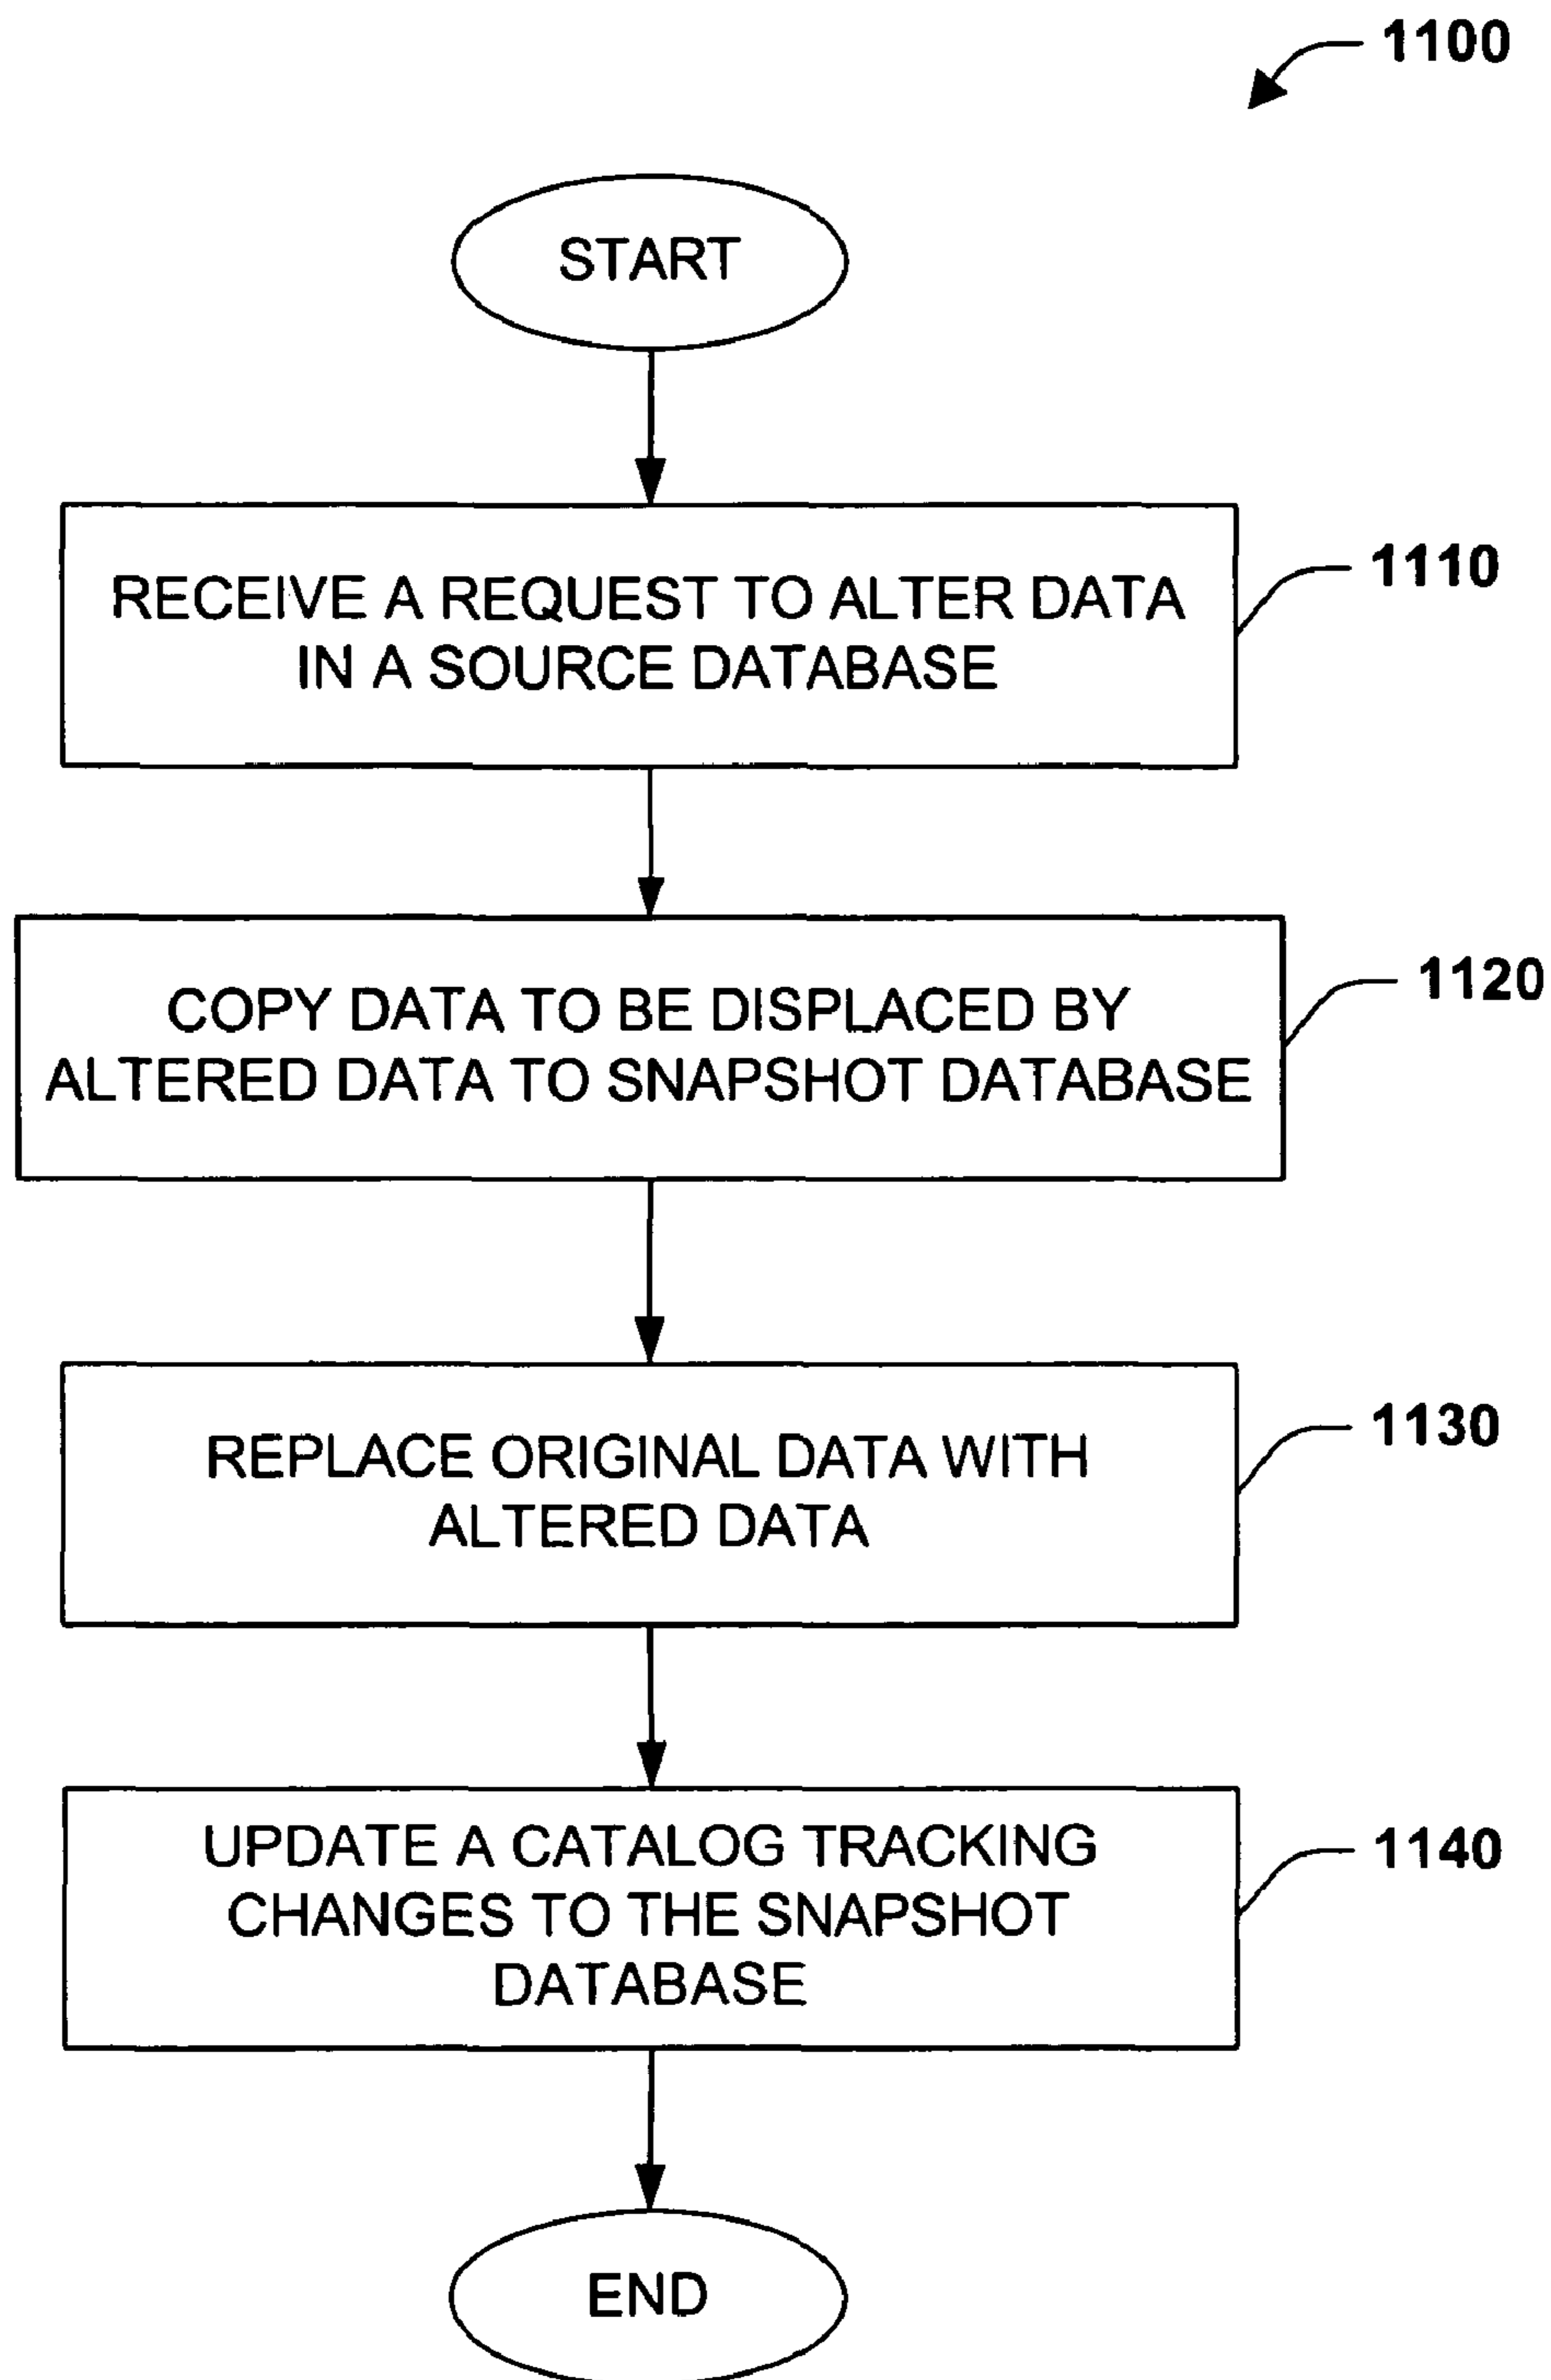 1100
START
RECEIVE A REQUEST TO ALTER DATA
IN A SOURCE DATABASE
1110
COPY DATA TO BE DISPLACED BY
ALTERED DATA TO SNAPSHOT DATABASE
1120
REPLACE ORIGINAL DATA WITH
ALTERED DATA
1130
UPDATE A CATALOG TRACKING
CHANGES TO THE SNAPSHOT
DATABASE
1140
END